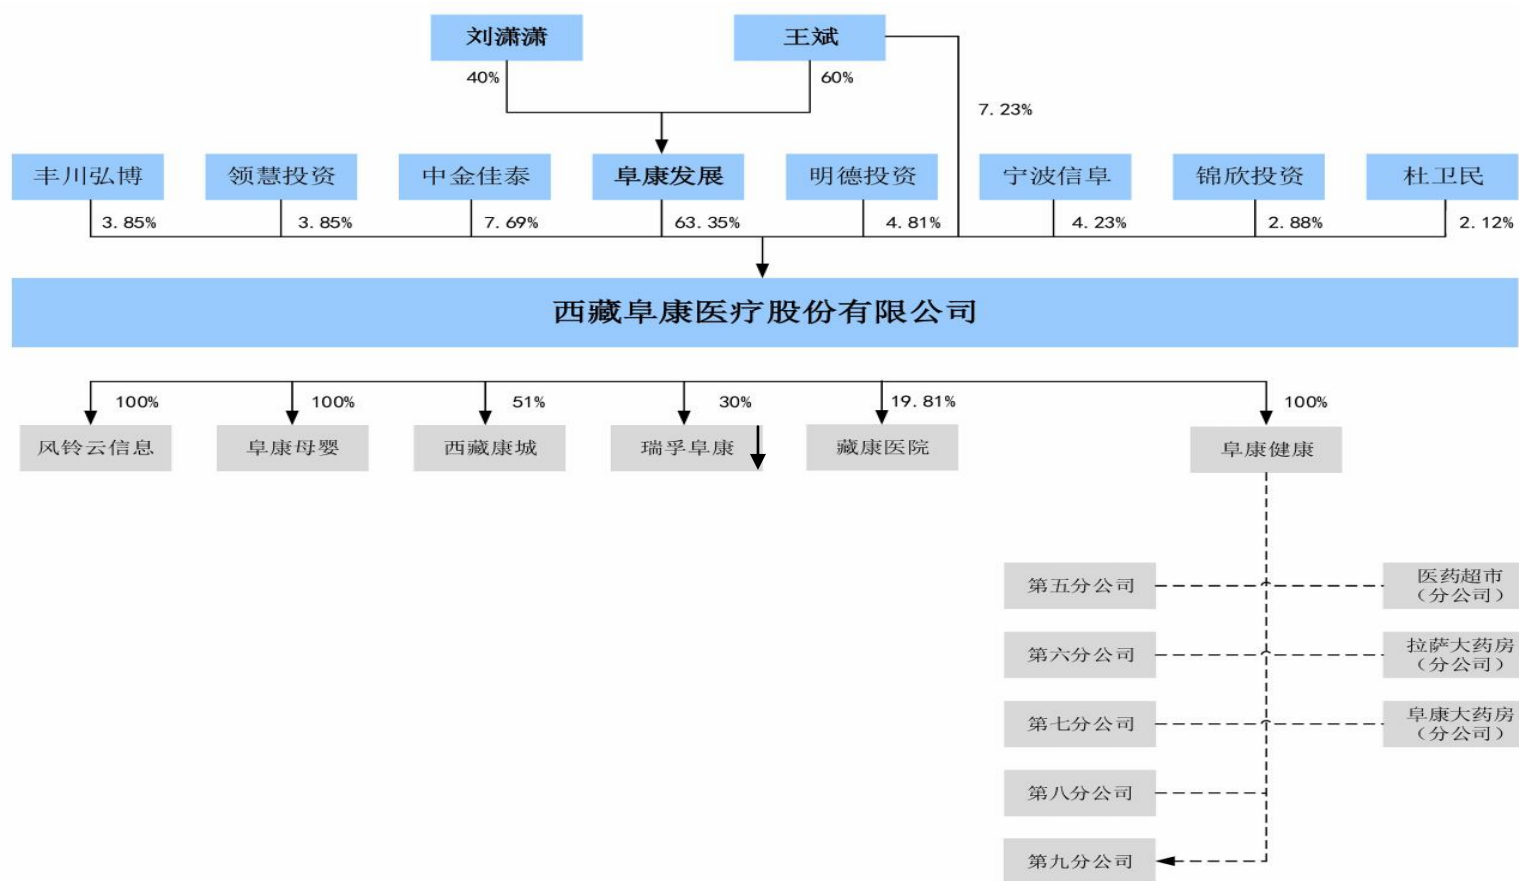 刘潇潇
王斌
40%
60%
7.23%
丰川弘博
领慧投资
中金佳泰
阜康发展
明德投资
宁波信阜
锦欣投资
杜卫民
3.85%
3.85%
7.69%
63.35%
4.81%
4.23%
2.88%
2.12%
西藏阜康医疗股份有限公司
100%
100%
51%
30%
19.81%
100%
风铃云信息
阜康母婴
西藏康城
瑞孚阜康
藏康医院
阜康健康
第五分公司
医药超市
（分公司）
第六分公司
拉萨大药房
（分公司）
第七分公司
阜康大药房
（分公司）
第八分公司
第九分公司